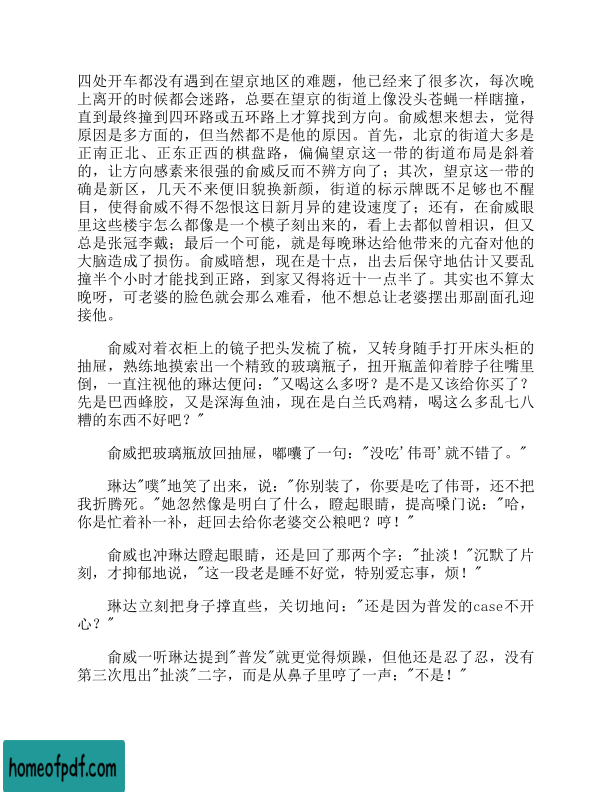 四处开车都没有遇到在望京地区的难题，他已经来了很多次，每次晚
上离开的时候都会迷路，总要在望京的街道上像没头苍蝇一样瞎撞，
直到最终撞到四环路或五环路上才算找到方向。俞威想来想去，觉得
原因是多方面的，但当然都不是他的原因。首先，北京的街道大多是
正南正北、正东正西的棋盘路，偏偏望京这一带的街道布局是斜着
的，让方向感素来很强的俞威反而不辨方向了；其次，望京这一带的
确是新区，几天不来便旧貌换新颜，街道的标示牌既不足够也不醒
目，使得俞威不得不怨恨这日新月异的建设速度了；还有，在俞威眼
里这些楼宇怎么都像是一个模子刻出来的，看上去都似曾相识，但又
总是张冠李戴；最后一个可能，就是每晚琳达给他带来的亢奋对他的
大脑造成了损伤。俞威暗想，现在是十点，出去后保守地估计又要乱
撞半个小时才能找到正路，到家又得将近十一点半了。其实也不算太
晚呀，可老婆的脸色就会那么难看，他不想总让老婆摆出那副面孔迎
接他。
俞威对着衣柜上的镜子把头发梳了梳，又转身随手打开床头柜的
抽屉，熟练地摸索出一个精致的玻璃瓶子，扭开瓶盖仰着脖子往嘴里
倒，一直注视他的琳达便问："又喝这么多呀？是不是又该给你买了？
先是巴西蜂胶，又是深海鱼油，现在是白兰氏鸡精，喝这么多乱七八
糟的东西不好吧？"
俞威把玻璃瓶放回抽屉，嘟囔了一句："没吃'伟哥'就不错了。"
琳达"噗"地笑了出来，说："你别装了，你要是吃了伟哥，还不把
我折腾死。"她忽然像是明白了什么，瞪起眼睛，提高嗓门说："哈，
你是忙着补一补，赶回去给你老婆交公粮吧？哼！"
俞威也冲琳达瞪起眼睛，还是回了那两个字："扯淡！"沉默了片
刻，才抑郁地说，"这一段老是睡不好觉，特别爱忘事，烦！"
琳达立刻把身子撑直些，关切地问："还是因为普发的case不开
心？"
俞威一听琳达提到"普发"就更觉得烦躁，但他还是忍了忍，没有
第三次甩出"扯淡"二字，而是从鼻子里哼了一声："不是！"
homeofpdf.com